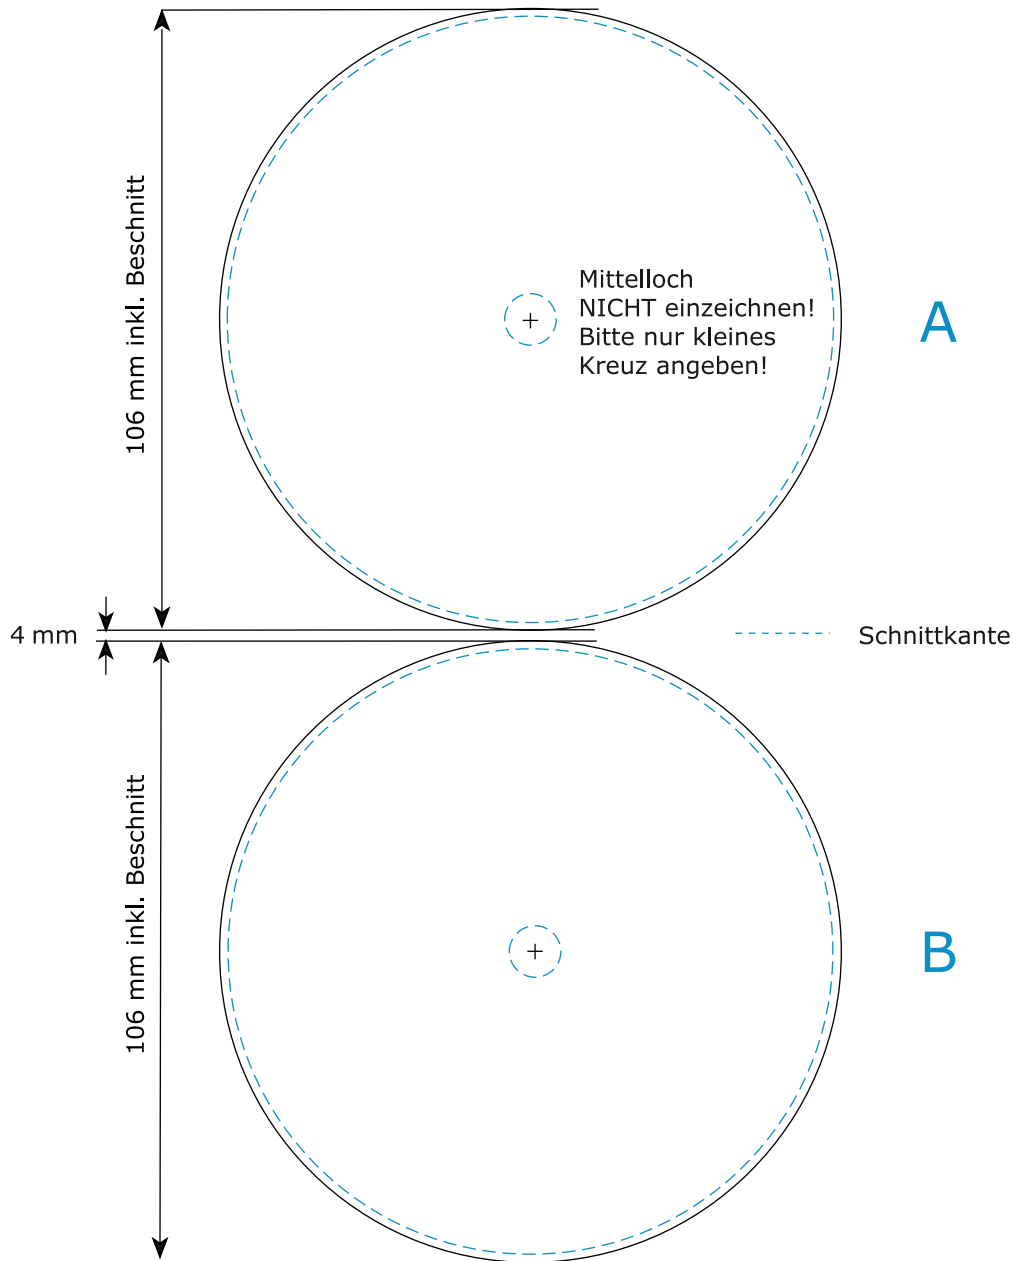 106 mm inkl. Beschnitt
Mittelloch
NICHT einzeichnen!
Bitte nur kleines
Kreuz angeben!
A
4 mm
Schnittkante
106 mm inkl. Beschnitt
B